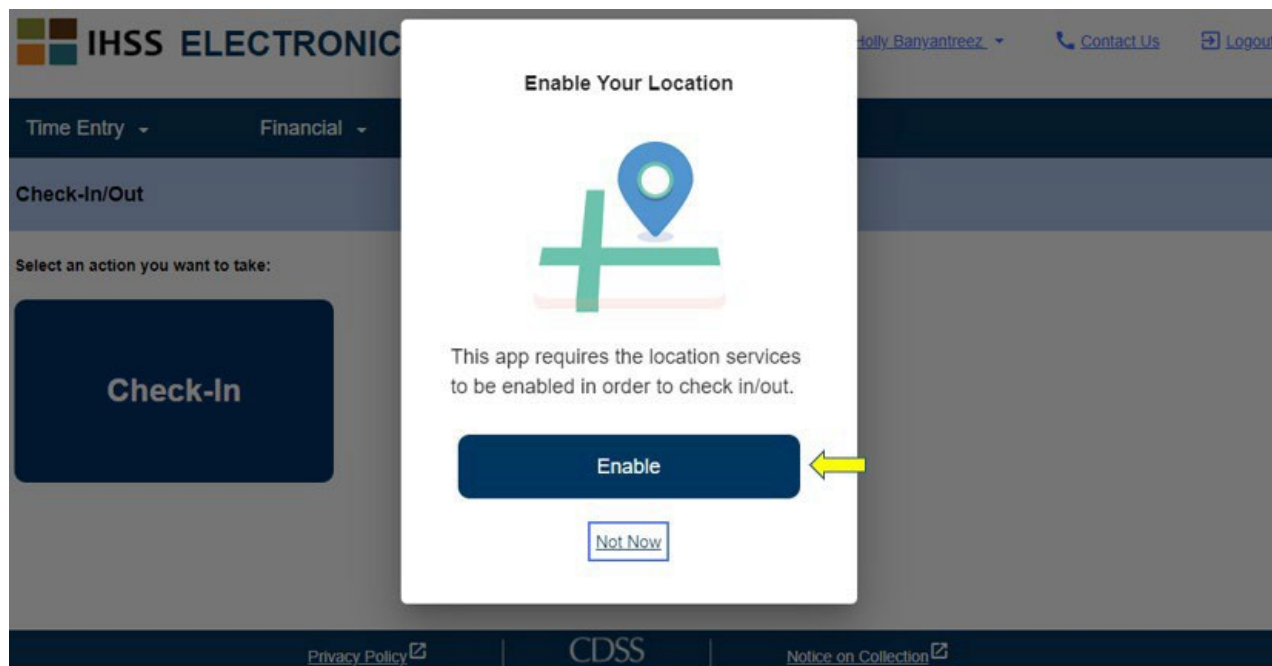 IHSS ELECTRONIC
Holly Banyantreez
Contact Us
Logout
Time Entry
Financial
Check-In/Out
Select an action you want to take:
Check-In
Enable Your Location
This app requires the location services
to be enabled in order to check in/out.
Enable
Not Now
Privacy Policy
CDSS
Notice on Collection